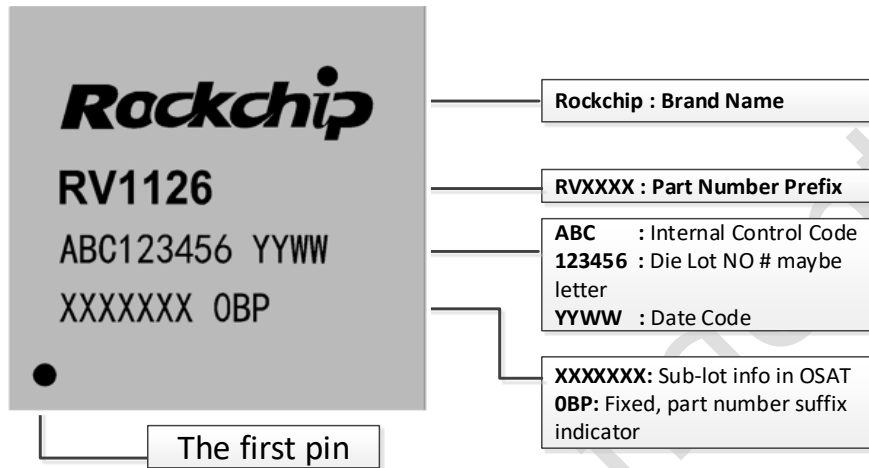 Rockchip
RV1126
ABC123456 YYWW
XXXXXXX 0BP
The first pin
Rockchip : Brand Name
RVXXXX : Part Number Prefix
ABC : Internal Control Code
123456 : Die Lot NO # maybe
letter
YYWW : Date Code
XXXXXXX: Sub-lot info in OSAT
0BP: Fixed, part number suffix
indicator